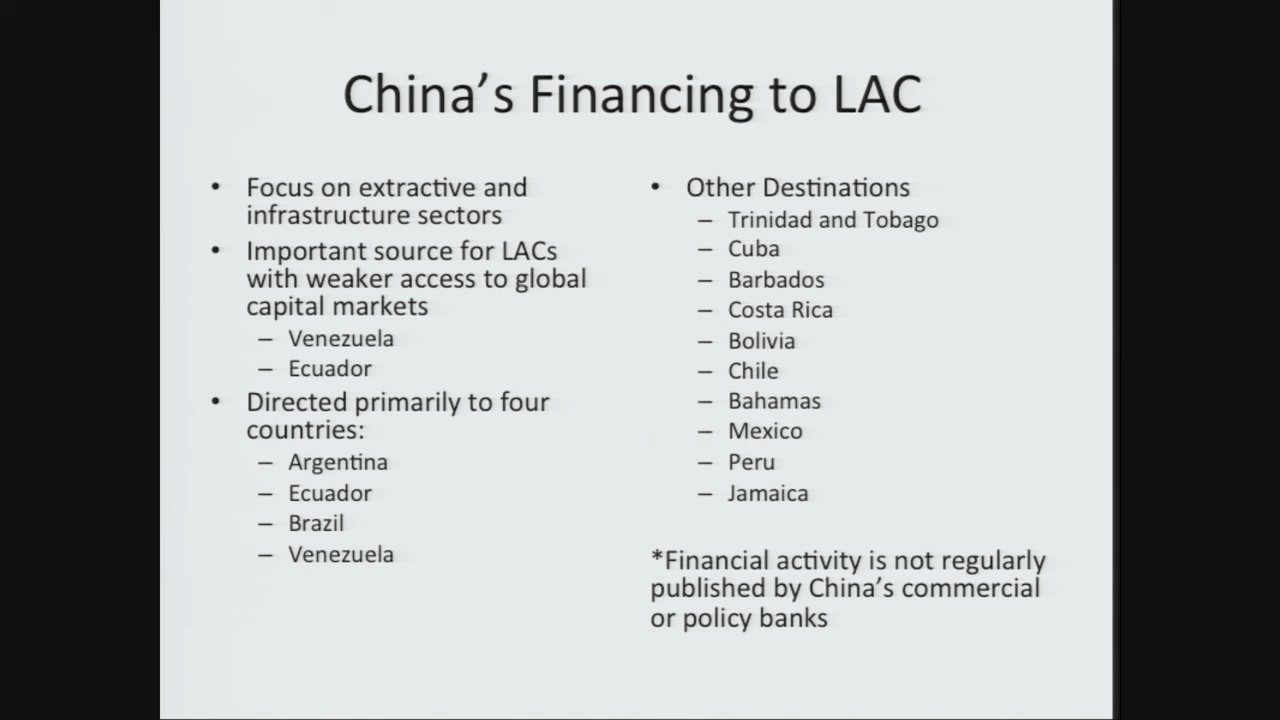 China’s Financing to LAC
• Focus on extractive and
infrastructure sectors
• Important source for LACs
with weaker access to global
capital markets
– Venezuela
– Ecuador
• Directed primarily to four
countries:
– Argentina
– Ecuador
– Brazil
– Venezuela
• Other Destinations
– Trinidad and Tobago
– Cuba
– Barbados
– Costa Rica
– Bolivia
– Chile
– Bahamas
– Mexico
– Peru
– Jamaica
*Financial activity is not regularly
published by China’s commercial
or policy banks